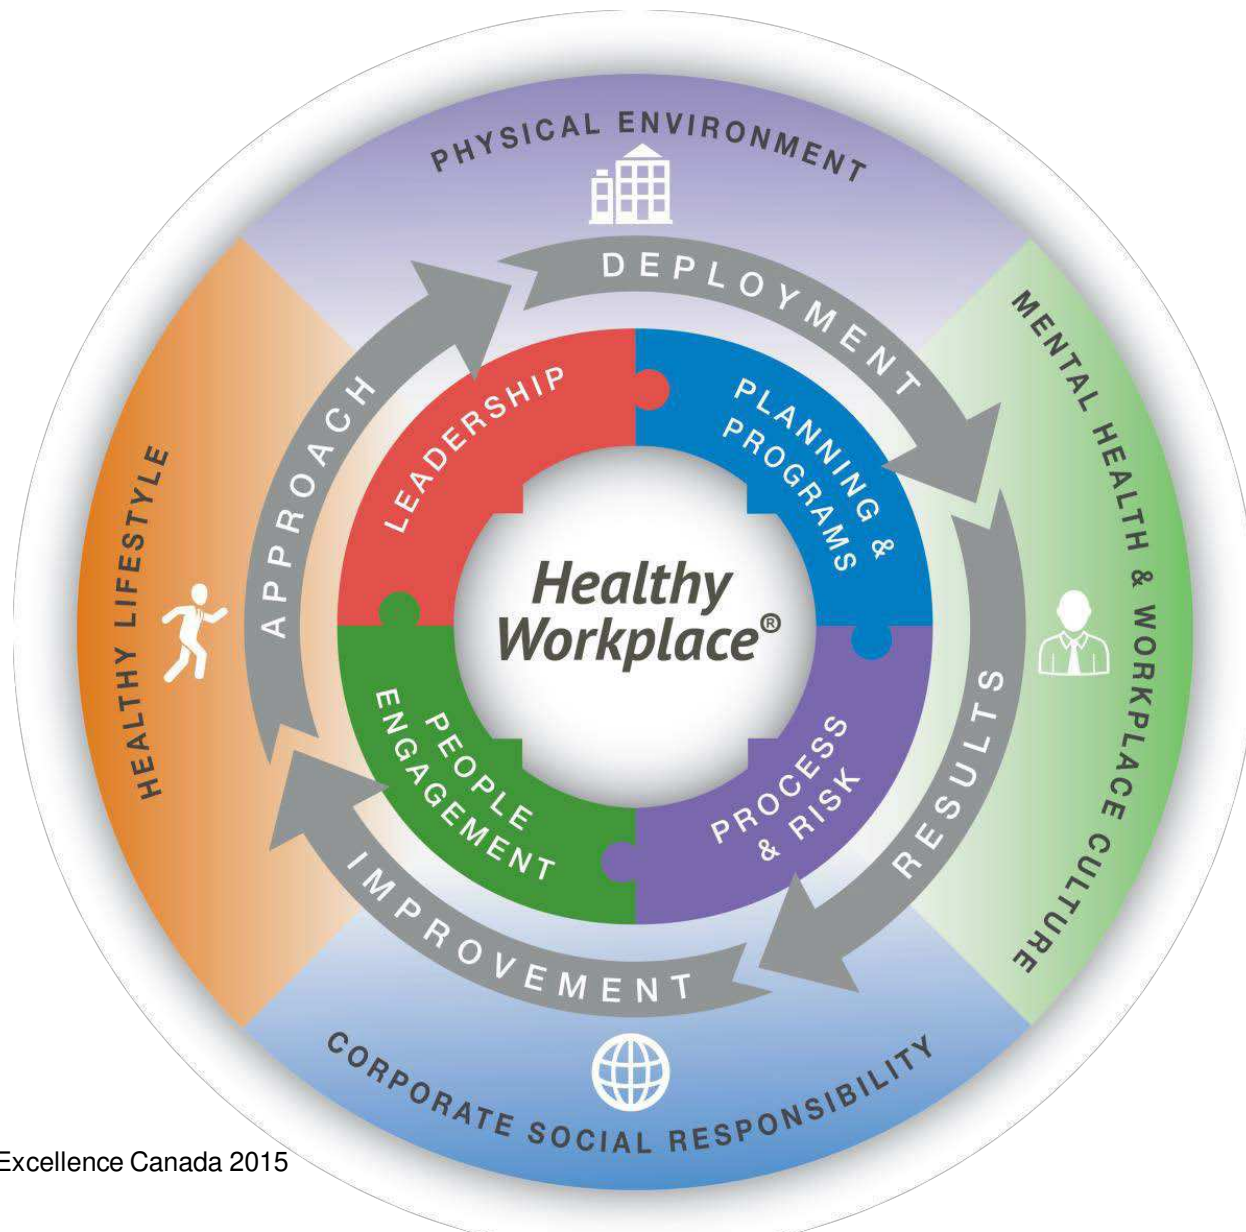 PHYSICAL ENVIRONMENT
DEPLOYMENT
MENTAL HEALTH & WORKPLACE CULTURE
HEALTHY LIFESTYLE
APPROACH
LEADERSHIP
PLANNING &
PROGRAMS
Healthy
Workplace®
RESULTS
PEOPLE
ENGAGEMENT
PROCESS
& RISK
IMPROVEMENT
CORPORATE SOCIAL RESPONSIBILITY
Excellence Canada 2015